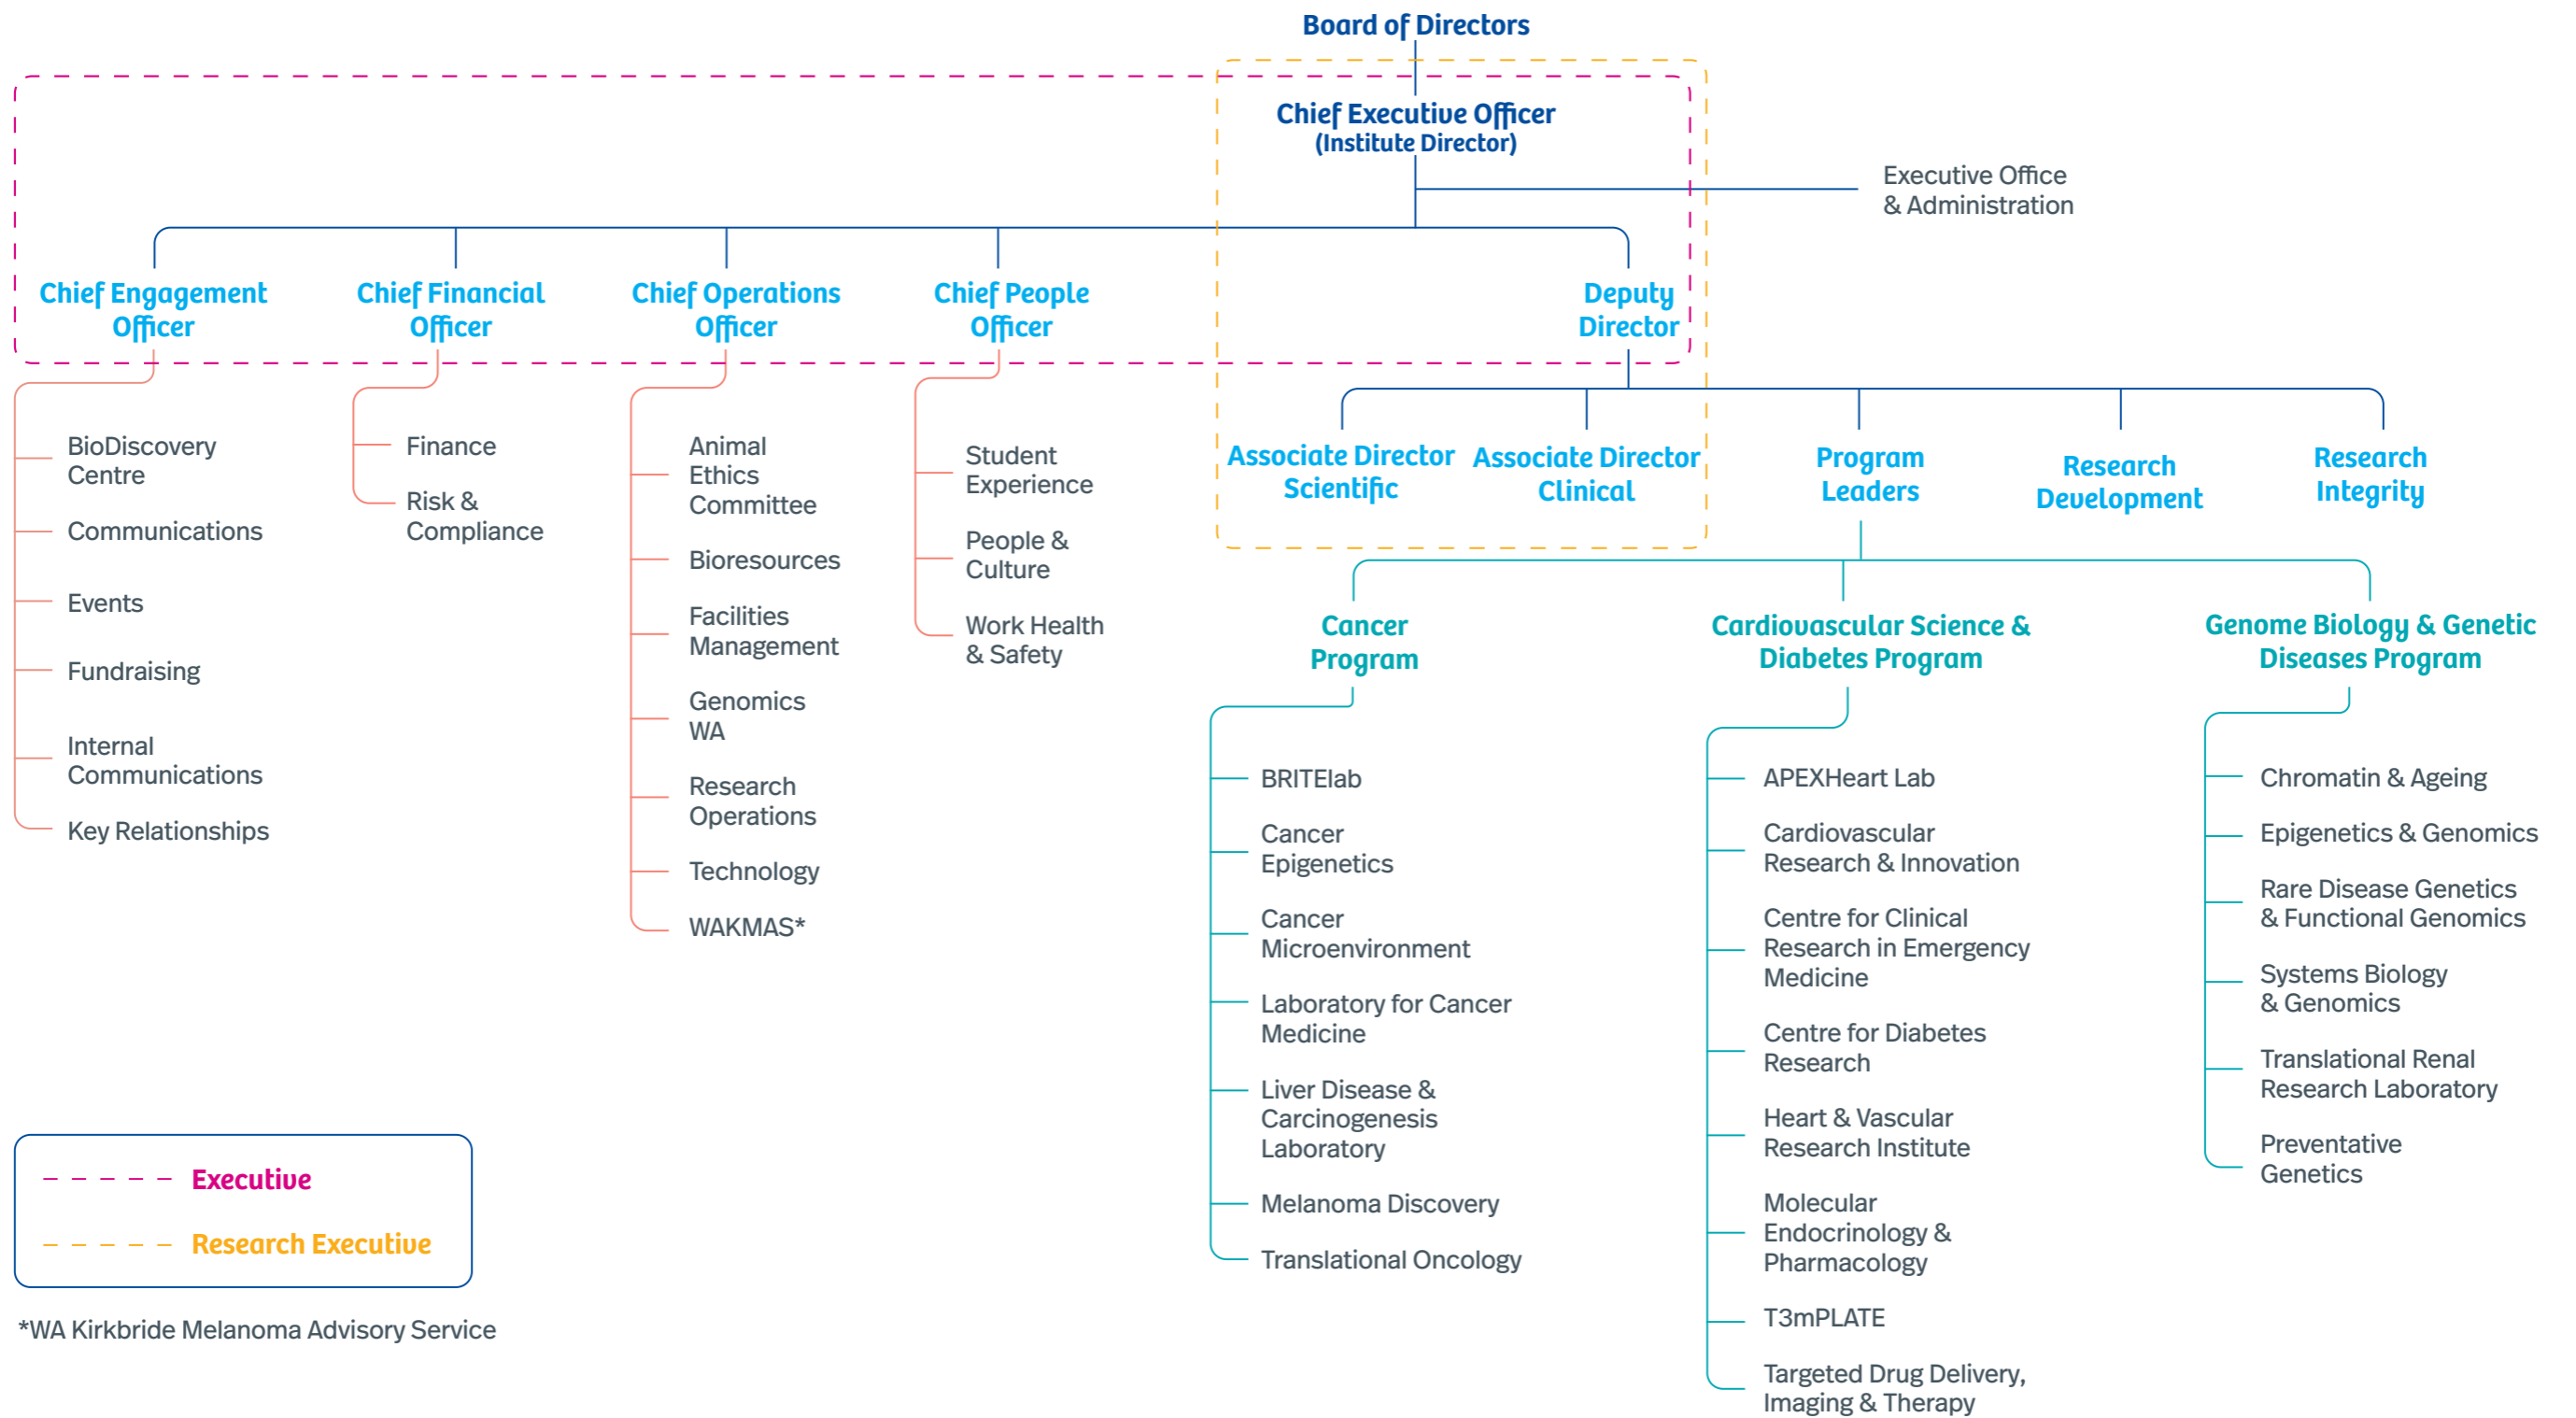 Board of Directors
Chief Executive Officer
(Institute Director)
Executive Office
& Administration
Chief Engagement
Officer
Chief Financial
Officer
Chief Operations
Officer
Chief People
Officer
Deputy
Director
BioDiscovery
Centre
Communications
Events
Fundraising
Internal
Communications
Key Relationships
Finance
Risk &
Compliance
Animal
Ethics
Committee
Bioresources
Facilities
Management
Genomics
WA
Research
Operations
Technology
WAKMAS*
Student
Experience
People &
Culture
Work Health
& Safety
Associate Director
Scientific
Associate Director
Clinical
Program
Leaders
Research
Development
Research
Integrity
Cancer
Program
BRITElab
Cancer
Epigenetics
Cancer
Microenvironment
Laboratory for Cancer
Medicine
Liver Disease &
Carcinogenesis
Laboratory
Melanoma Discovery
Translational Oncology
Cardiovascular Science &
Diabetes Program
APEXHeart Lab
Cardiovascular
Research & Innovation
Centre for Clinical
Research in Emergency
Medicine
Centre for Diabetes
Research
Heart & Vascular
Research Institute
Molecular
Endocrinology &
Pharmacology
T3mPLATE
Targeted Drug Delivery,
Imaging & Therapy
Genome Biology & Genetic
Diseases Program
Chromatin & Ageing
Epigenetics & Genomics
Rare Disease Genetics
& Functional Genomics
Systems Biology
& Genomics
Translational Renal
Research Laboratory
Preventative
Genetics
Executive
Research Executive
*WA Kirkbride Melanoma Advisory Service